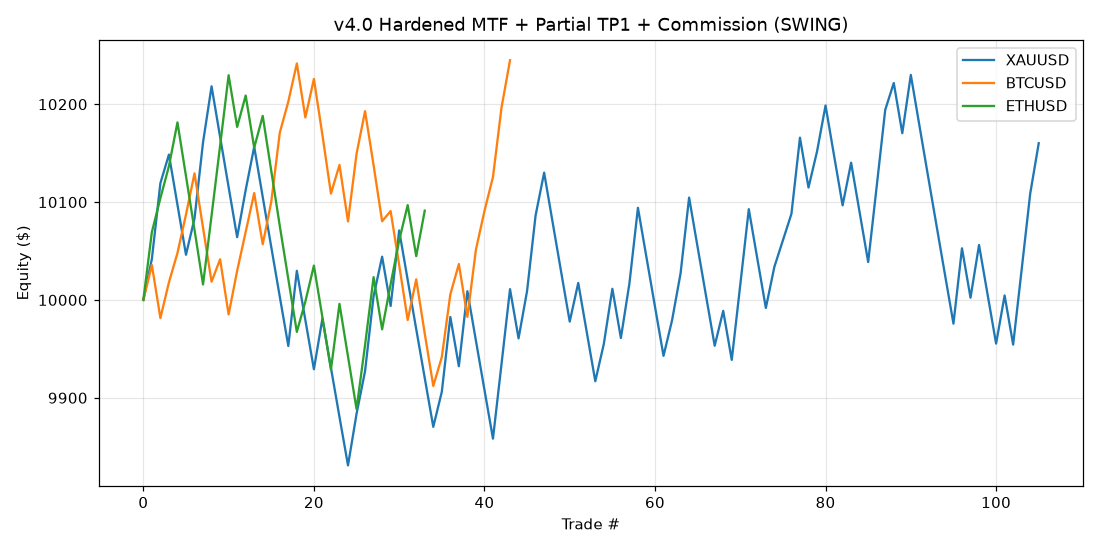 v4.0 Hardened MTF + Partial TP1 + Commission (SWING)
XAUUSD
BTCUSD
ETHUSD
Equity ($)
10200
10100
10000
9900
0 20 40 60 80 100
Trade #